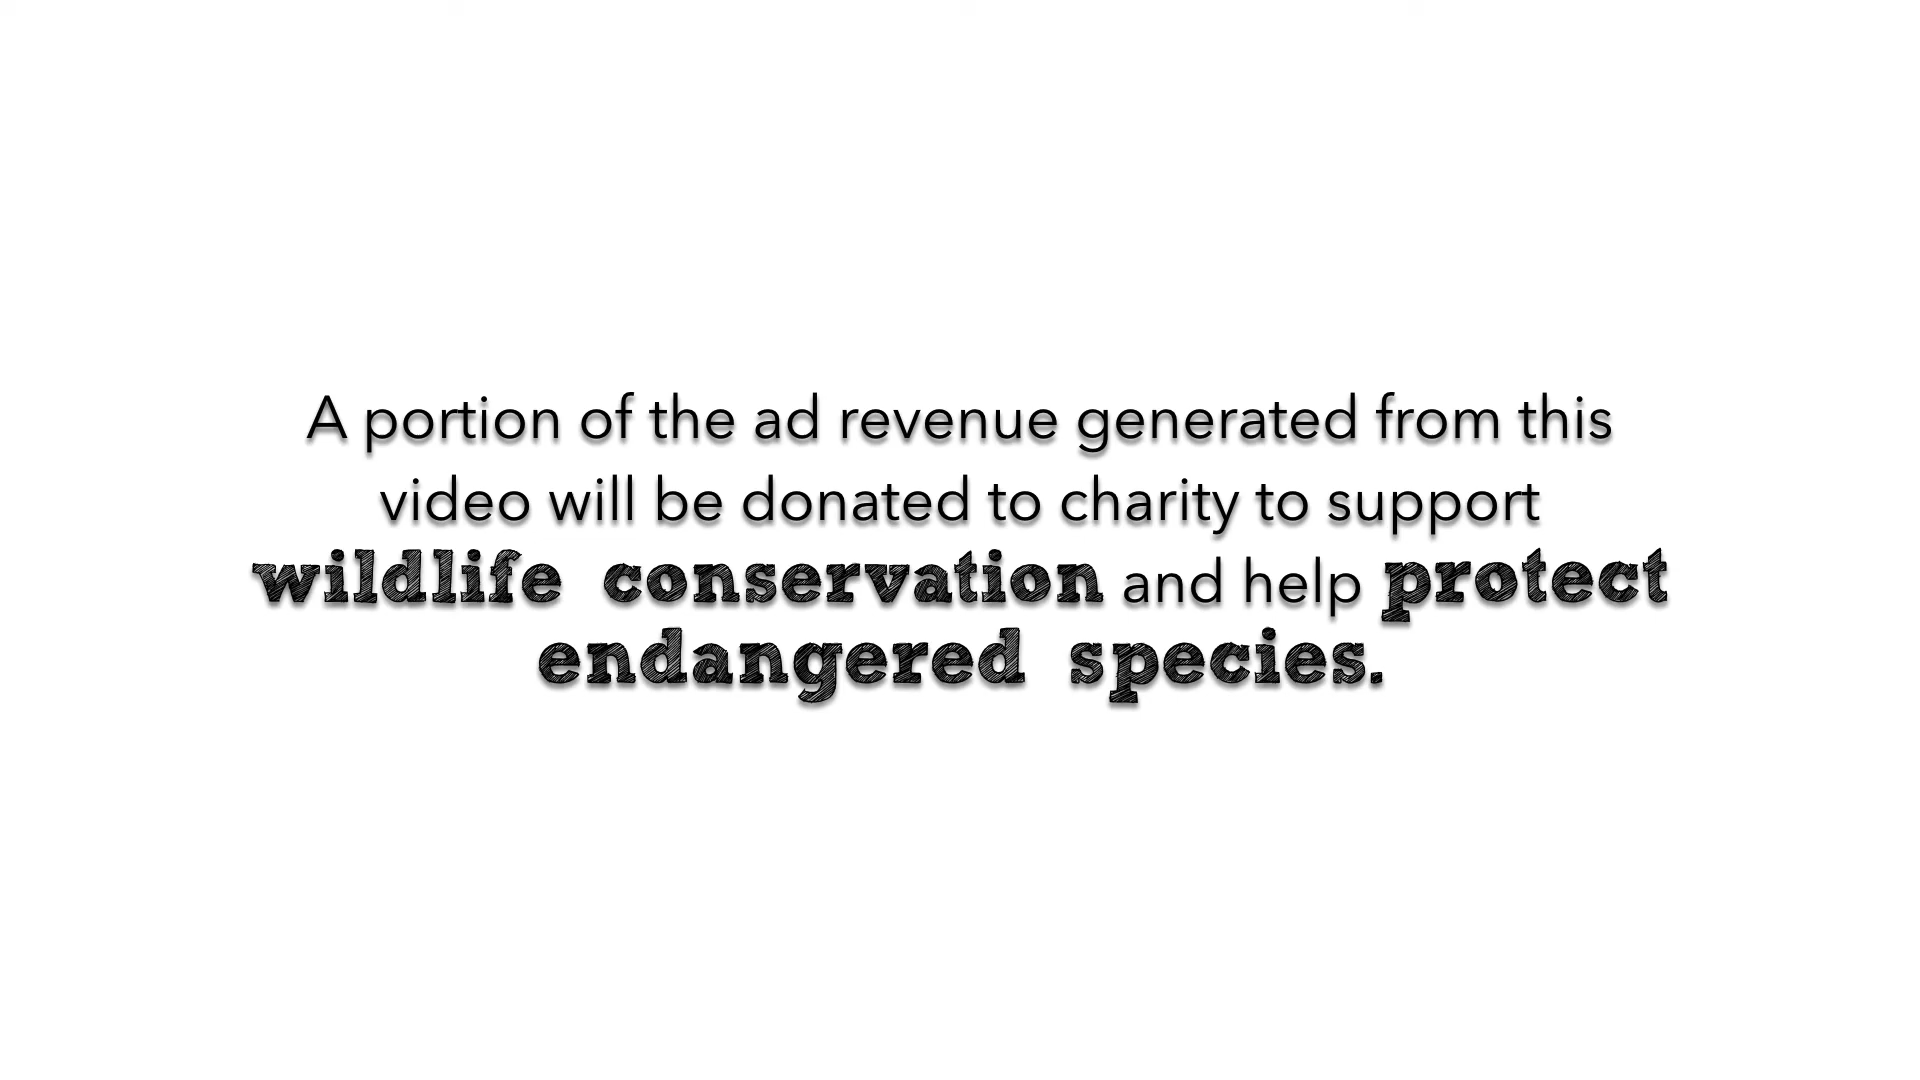 A portion of the ad revenue generated from this
video will be donated to charity to support
wildlife conservation and help protect
endangered species.